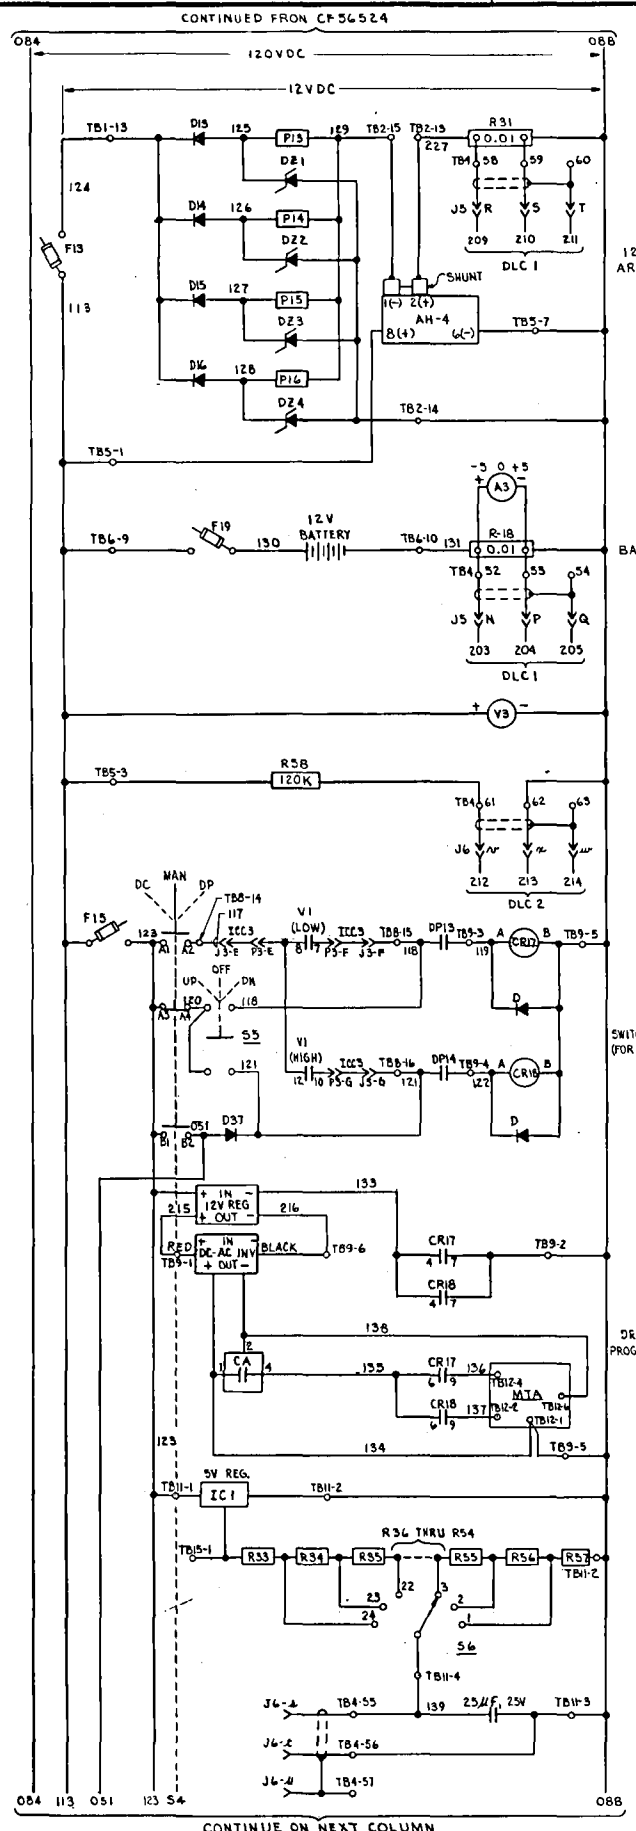 CONTINUED FRON CF56524
084 088
120VDC
12VDC
TB1-13 D13 125 P13 129 TB2-15 TB2-13 R31
227 0.01
DZ1 TB4 58 59 60
124
D14 126 P14 J5 R S T
F13 DZ2 209 210 211
DLC 1
SHUNT
D15 127 P15 1(-) 2(+)
113 AH-4
DZ3 8(+) 6(-) TB5-7
D16 128 P16
DZ4 TB2-14
TB5-1
-5 0 +5
+ A3 -
F19 12V
BATTERY R-18
TB6-9 130 TB6-10 131 0.01
TB4 52 53 54
J5 N P Q
203 204 205
DLC 1
+ V3 -
R58
TB5-3 120K
TB4 61 62 63
J6
212 213 214
DLC 2
MAN
DC DP
TB8-14
F15 117 V1
(LOW)
123 ICC3 ICC3 TB8-15 DP13 TB9-3 A CR17 B TB9-5
A1 A2 J3-E P3-E 8 7 P3-F J3-F 118 119
OFF
UP DN D
120 118
A3 A4
S5 V1
(HIGH) ICC3 TB8-16 DP14 TB9-4 A CR18 B
121 12 10 P3-G J3-G 121 122
051 D37 D
B1 B2
+ IN - 133
215 12V REG 216
+ OUT -
RED + IN BLACK
TB9-1 DC-AC INV TB9-6 CR17 TB9-2
+ OUT - 4 7
CR18
4 7
138
2
CA CR17 136
1 4 135 6 9 TB12-4
MTA
CR18 137 TB12-2 TB12-6
6 9 TB12-1
134 TB9-5
123
5V REG.
TB11-1 IC1 TB11-2
R36 THRU R54
TB15-1 R33 R34 R35 R55 R56 R57
TB11-2
22 3
23 2
24 1
S6
TB11-4
J6-s TB4-55 139 25µF, 25V TB11-3
J6-t TB4-56
J6-u TB4-57
084 113 051 123 S4 088
CONTINUE ON NEXT COLUMN